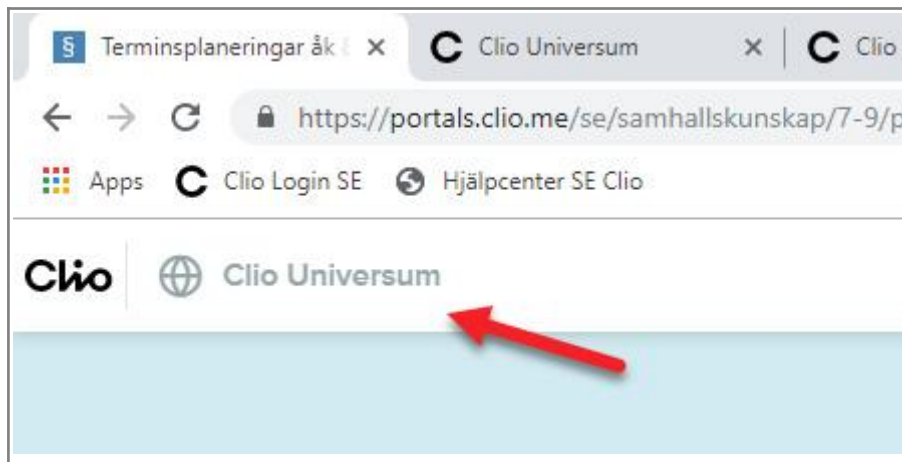 § Terminsplaneringar åk
Clio Universum
Clio
https://portals.clio.me/se/samhallskunskap/7-9/p
Apps
Clio Login SE
Hjälpcenter SE Clio
Clio
Clio Universum